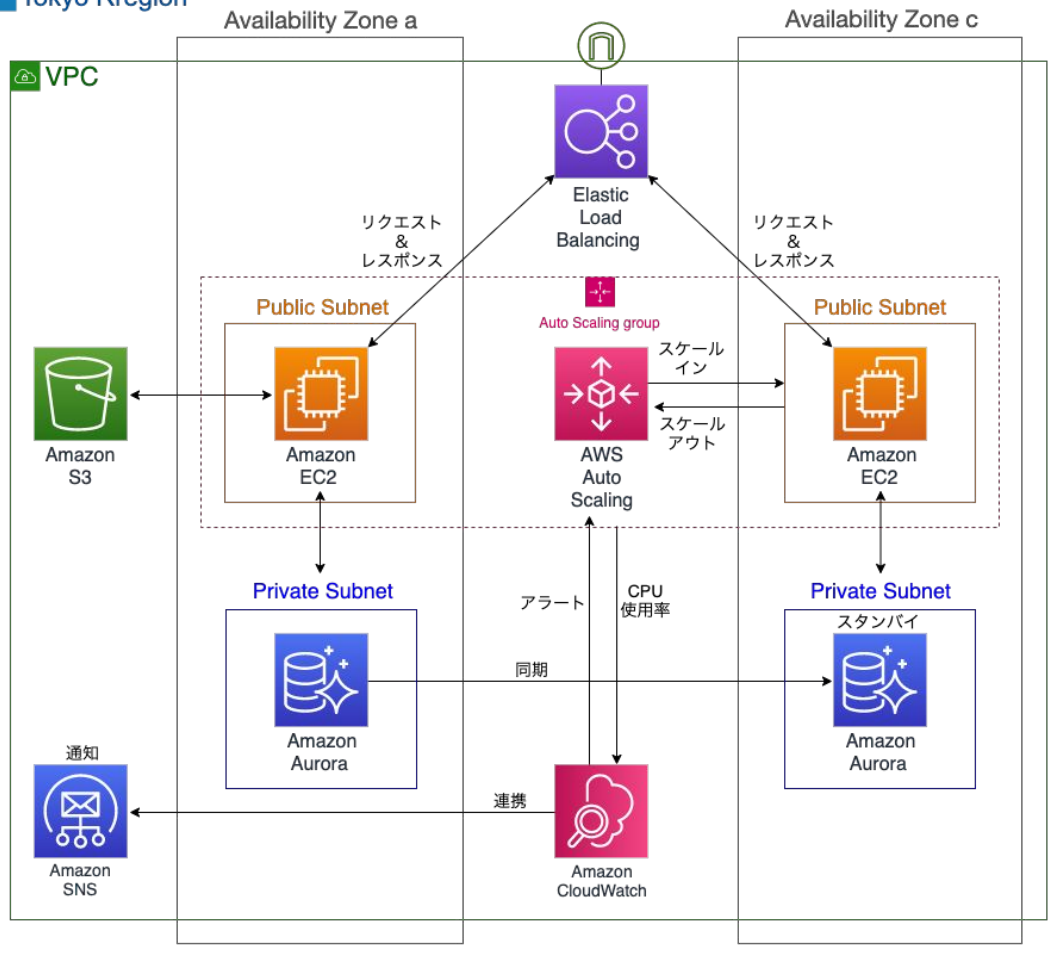 Tokyo Rregion
Availability Zone a
Availability Zone c
VPC
Elastic
Load
Balancing
リクエスト
&
レスポンス
リクエスト
&
レスポンス
Public Subnet
Auto Scaling group
Public Subnet
スケール
イン
スケール
アウト
Amazon
S3
Amazon
EC2
AWS
Auto
Scaling
Amazon
EC2
Private Subnet
アラート
CPU
使用率
Private Subnet
スタンバイ
同期
Amazon
Aurora
Amazon
Aurora
通知
連携
Amazon
SNS
Amazon
CloudWatch